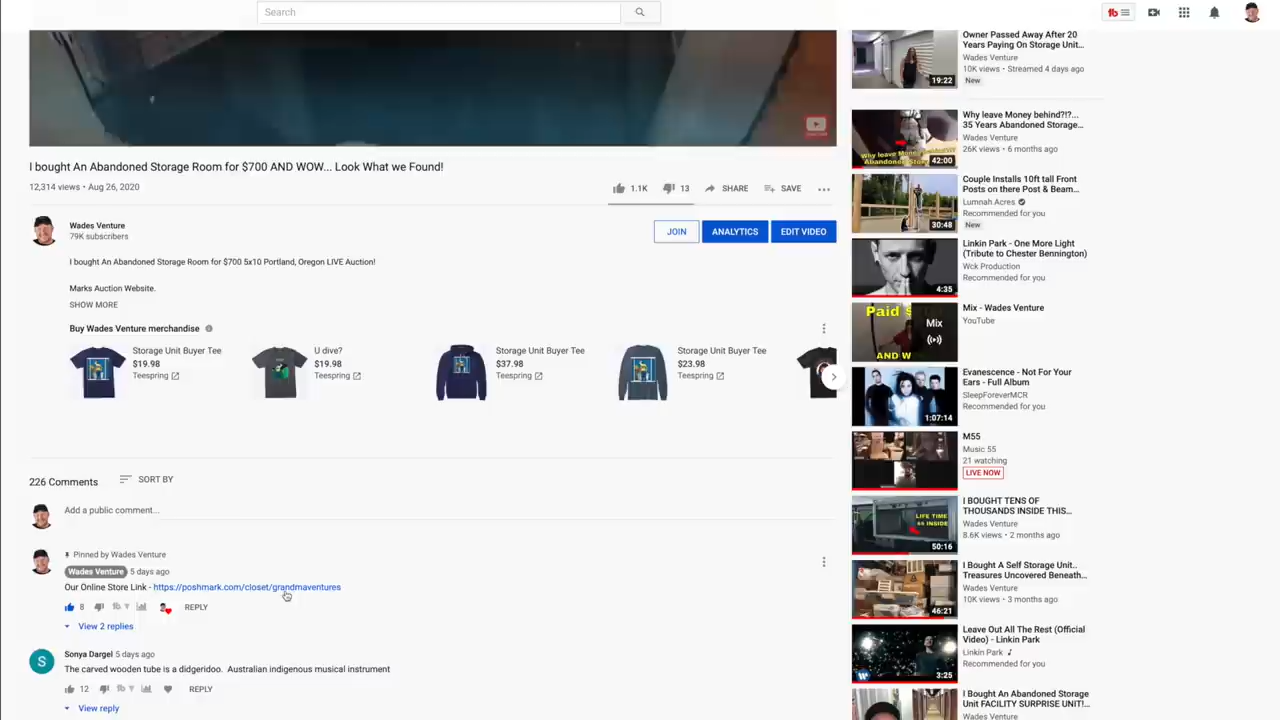 Search
I bought An Abandoned Storage Room for $700 AND WOW... Look What we Found!
12,314 views • Aug 26, 2020
1.1K
13
SHARE
SAVE
Wades Venture
79K subscribers
JOIN
ANALYTICS
EDIT VIDEO
I bought An Abandoned Storage Room for $700 5x10 Portland, Oregon LIVE Auction!
Marks Auction Website.
SHOW MORE
Buy Wades Venture merchandise
Storage Unit Buyer Tee
$19.98
Teespring
U dive?
$19.98
Teespring
Storage Unit Buyer Tee
$37.98
Teespring
Storage Unit Buyer Tee
$23.98
Teespring
226 Comments
SORT BY
Add a public comment...
Pinned by Wades Venture
Wades Venture 5 days ago
Our Online Store Link - https://poshmark.com/closet/grandmaventures
8
REPLY
View 2 replies
S
Sonya Dargel 5 days ago
The carved wooden tube is a didgeridoo. Australian indigenous musical instrument
12
REPLY
View reply
Owner Passed Away After 20
Years Paying On Storage Unit...
Wades Venture
10K views • Streamed 4 days ago
New
19:22
Why leave Money behind?!?...
35 Years Abandoned Storage...
Wades Venture
26K views • 6 months ago
Why leave Money behind
42:00
Couple Installs 10ft tall Front
Posts on there Post & Beam...
Lumnah Acres
Recommended for you
New
30:48
Linkin Park - One More Light
(Tribute to Chester Bennington)
Wck Production
Recommended for you
4:35
Mix - Wades Venture
YouTube
Paid $
Mix
AND W
Evanescence - Not For Your
Ears - Full Album
SleepForeverMCR
Recommended for you
1:07:14
M55
Music 55
21 watching
LIVE NOW
I BOUGHT TENS OF
THOUSANDS INSIDE THIS...
Wades Venture
8.6K views • 2 months ago
LIFE TIME
INSIDE
50:16
I Bought A Self Storage Unit..
Treasures Uncovered Beneath...
Wades Venture
10K views • 3 months ago
46:21
Leave Out All The Rest (Official
Video) - Linkin Park
Linkin Park
Recommended for you
3:25
I Bought An Abandoned Storage
Unit FACILITY SURPRISE UNIT!...
Wades Venture